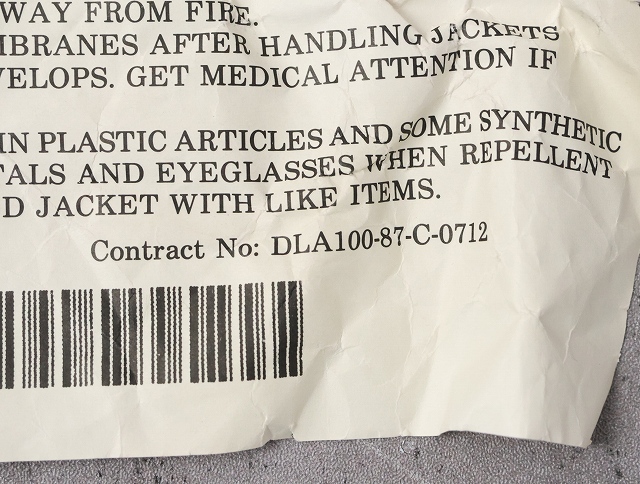 WAY FROM FIRE.
MBRANES AFTER HANDLING JACKETS
VELOPS. GET MEDICAL ATTENTION IF
IN PLASTIC ARTICLES AND SOME SYNTHETIC
TALS AND EYEGLASSES WHEN REPELLENT
D JACKET WITH LIKE ITEMS.
Contract No: DLA100-87-C-0712